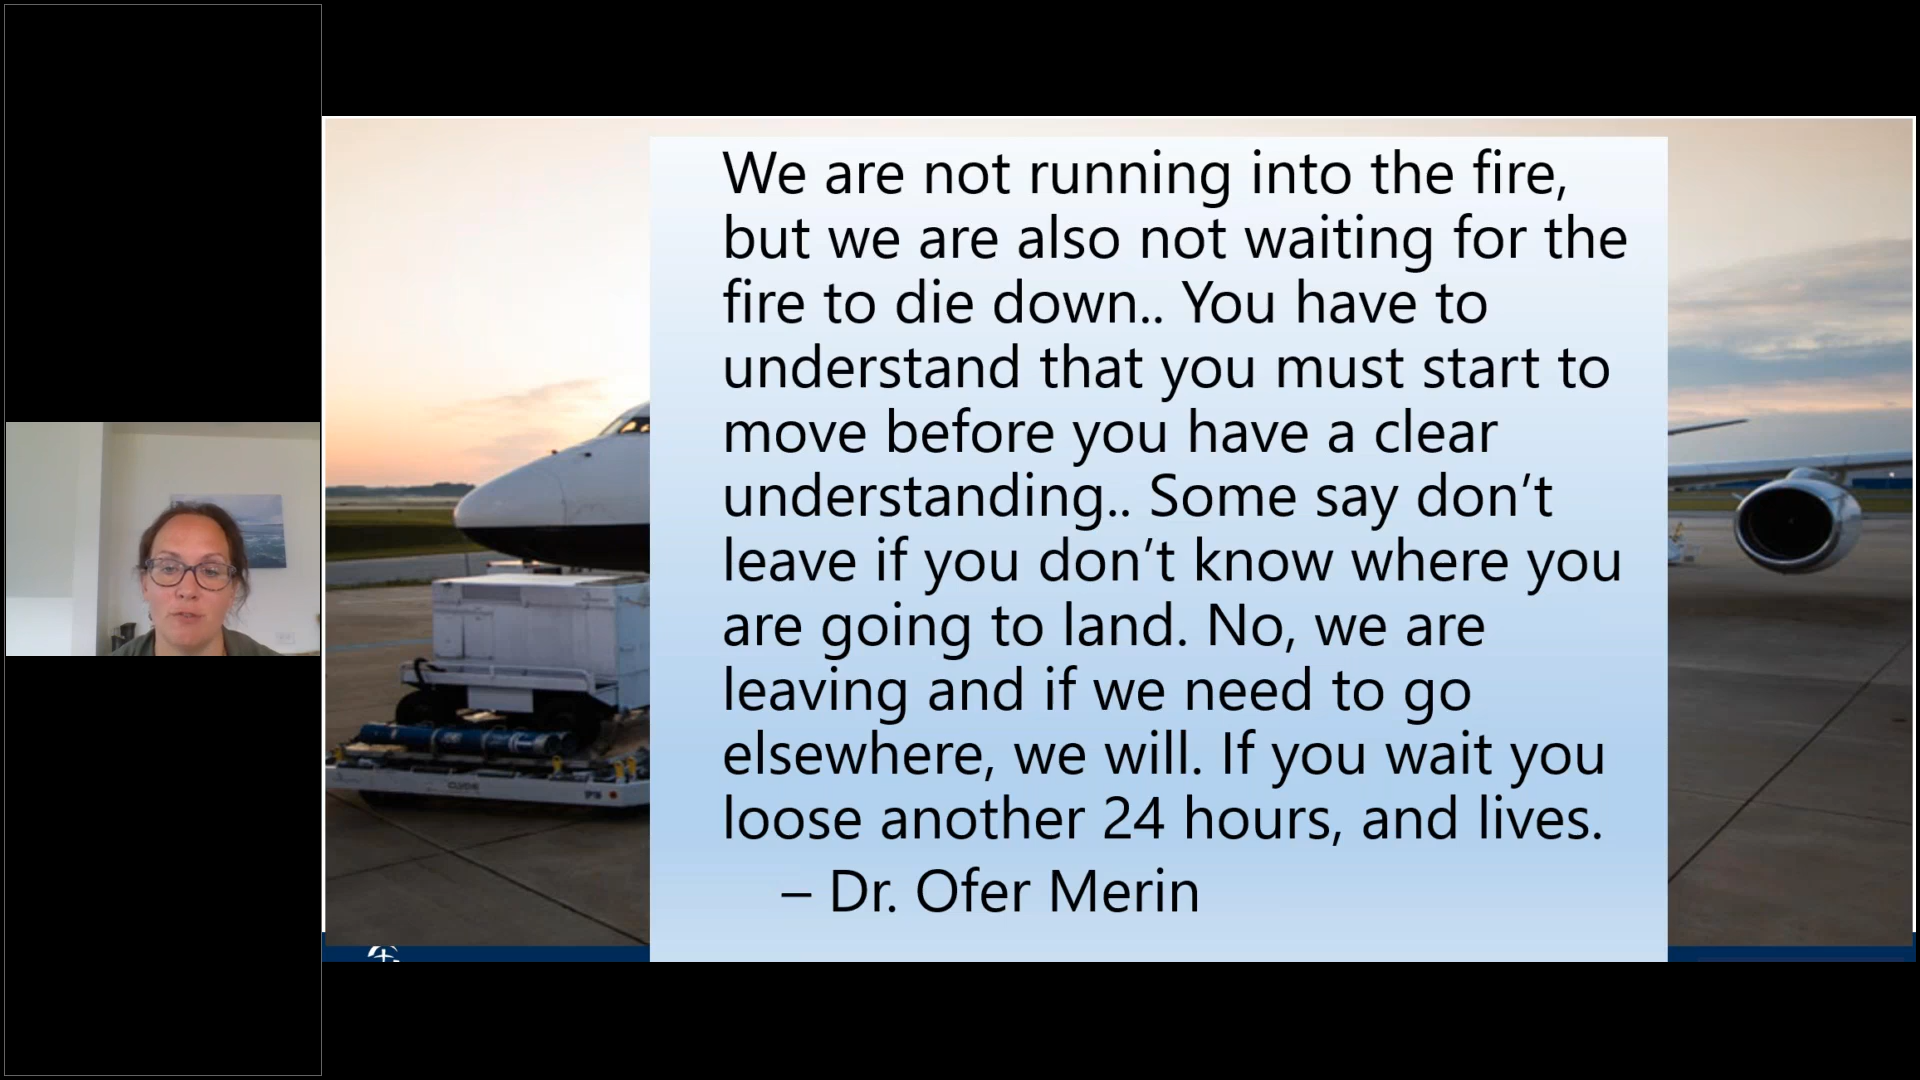 We are not running into the fire,
but we are also not waiting for the
fire to die down.. You have to
understand that you must start to
move before you have a clear
understanding.. Some say don’t
leave if you don’t know where you
are going to land. No, we are
leaving and if we need to go
elsewhere, we will. If you wait you
loose another 24 hours, and lives.
– Dr. Ofer Merin